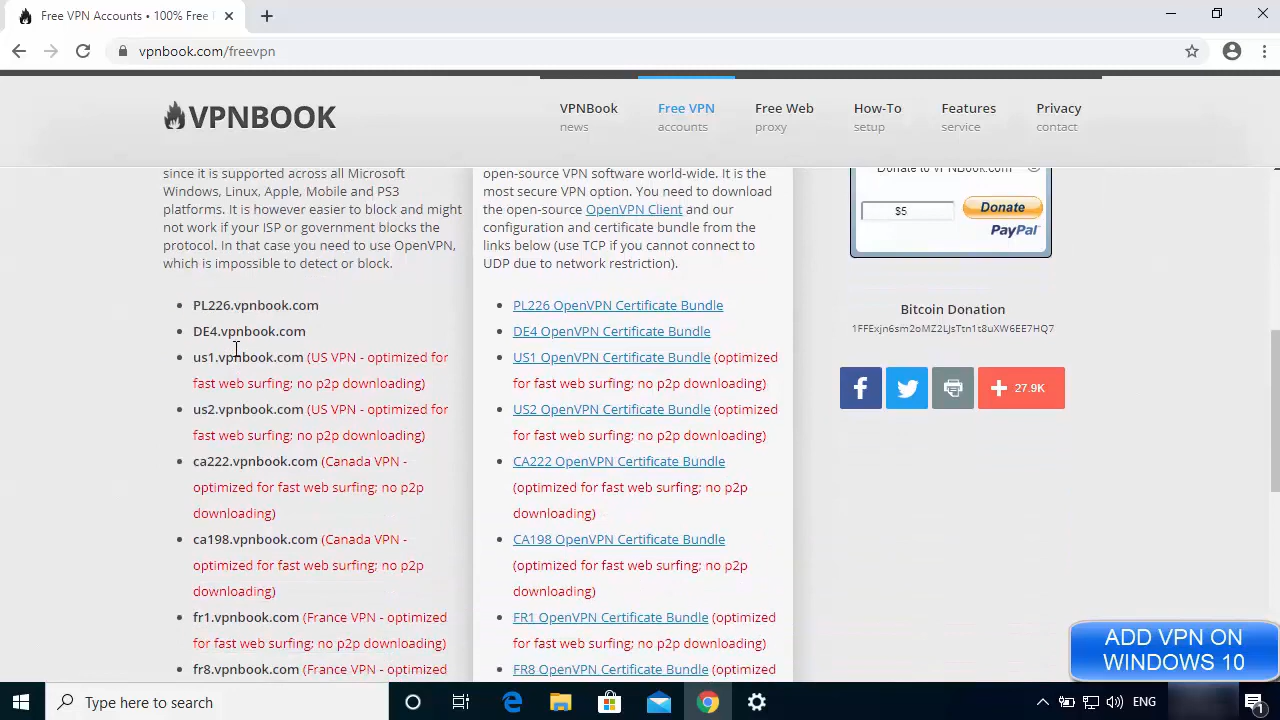 Free VPN Accounts • 100% Free
vpnbook.com/freevpn
VPNBOOK
VPNBook
news
Free VPN
accounts
Free Web
proxy
How-To
setup
Features
service
Privacy
contact
since it is supported across all Microsoft
Windows, Linux, Apple, Mobile and PS3
platforms. It is however easier to block and might
not work if your ISP or government blocks the
protocol. In that case you need to use OpenVPN,
which is impossible to detect or block.
PL226.vpnbook.com
DE4.vpnbook.com
us1.vpnbook.com (US VPN - optimized for
fast web surfing; no p2p downloading)
us2.vpnbook.com (US VPN - optimized for
fast web surfing; no p2p downloading)
ca222.vpnbook.com (Canada VPN -
optimized for fast web surfing; no p2p
downloading)
ca198.vpnbook.com (Canada VPN -
optimized for fast web surfing; no p2p
downloading)
fr1.vpnbook.com (France VPN - optimized
for fast web surfing; no p2p downloading)
fr8.vpnbook.com (France VPN - optimized
open-source VPN software world-wide. It is the
most secure VPN option. You need to download
the open-source OpenVPN Client and our
configuration and certificate bundle from the
links below (use TCP if you cannot connect to
UDP due to network restriction).
PL226 OpenVPN Certificate Bundle
DE4 OpenVPN Certificate Bundle
US1 OpenVPN Certificate Bundle (optimized
for fast web surfing; no p2p downloading)
US2 OpenVPN Certificate Bundle (optimized
for fast web surfing; no p2p downloading)
CA222 OpenVPN Certificate Bundle
(optimized for fast web surfing; no p2p
downloading)
CA198 OpenVPN Certificate Bundle
(optimized for fast web surfing; no p2p
downloading)
FR1 OpenVPN Certificate Bundle (optimized
for fast web surfing; no p2p downloading)
FR8 OpenVPN Certificate Bundle (optimized
Donate to VPNBook.com
$5
Donate
PayPal
Bitcoin Donation
1FFExjn6sm2oMZ2LJsTtn1t8uXW6EE7HQ7
27.9K
ADD VPN ON
WINDOWS 10
Type here to search
ENG
1